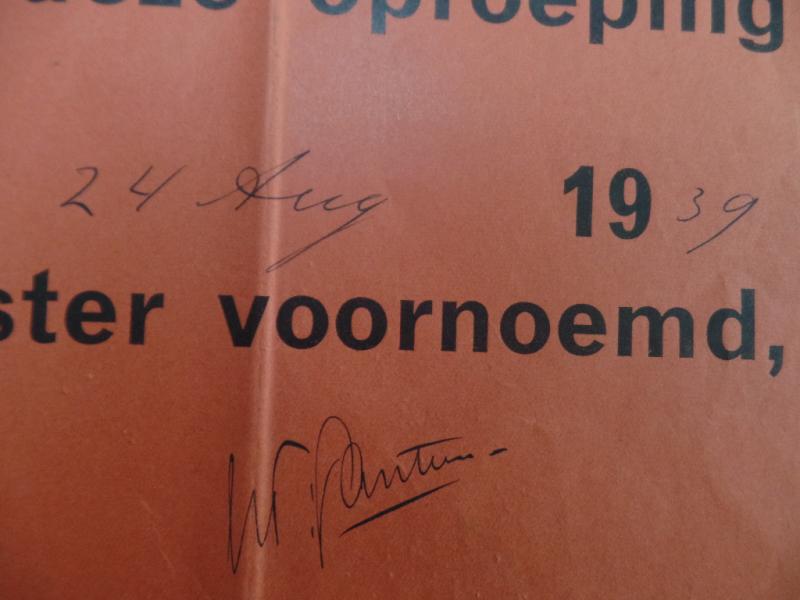 deze oproeping
24 Aug 1939
ster voornoemd,